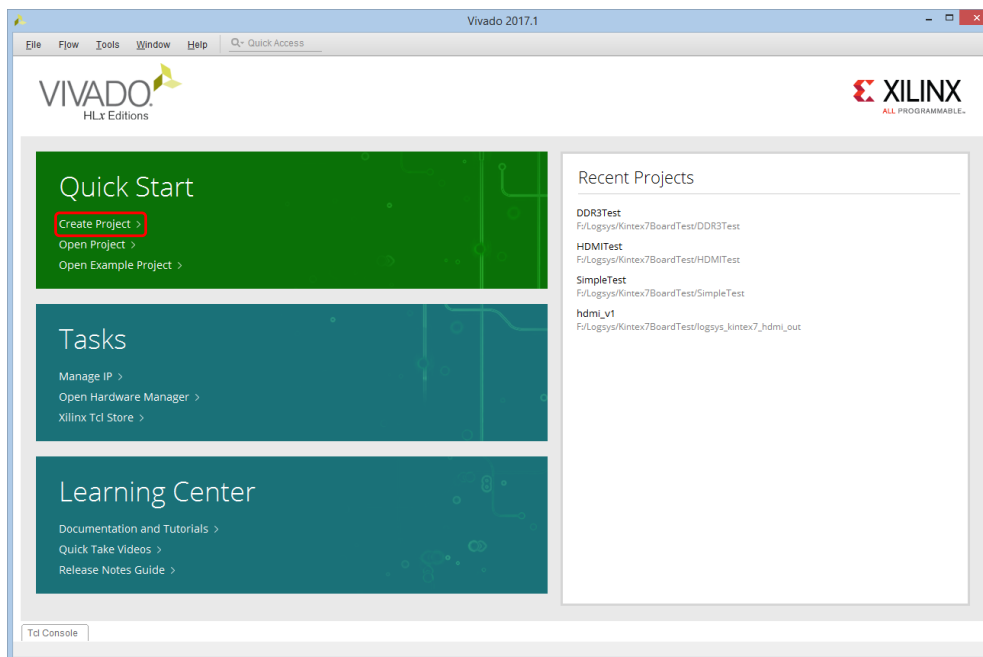 Vivado 2017.1
File Flow Tools Window Help Quick Access
VIVADO.
HLx Editions
XILINX
ALL PROGRAMMABLE.
Quick Start
Create Project >
Open Project >
Open Example Project >
Tasks
Manage IP >
Open Hardware Manager >
Xilinx Tcl Store >
Learning Center
Documentation and Tutorials >
Quick Take Videos >
Release Notes Guide >
Recent Projects
DDR3Test
F:/Logsys/Kintex7BoardTest/DDR3Test
HDMITest
F:/Logsys/Kintex7BoardTest/HDMITest
SimpleTest
F:/Logsys/Kintex7BoardTest/SimpleTest
hdmi_v1
F:/Logsys/Kintex7BoardTest/logsys_kintex7_hdmi_out
Tcl Console